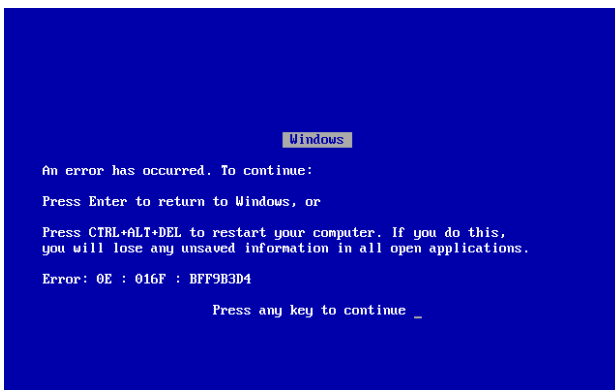 Windows
An error has occurred. To continue:
Press Enter to return to Windows, or
Press CTRL+ALT+DEL to restart your computer. If you do this,
you will lose any unsaved information in all open applications.
Error: 0E : 016F : BFF9B3D4
Press any key to continue _